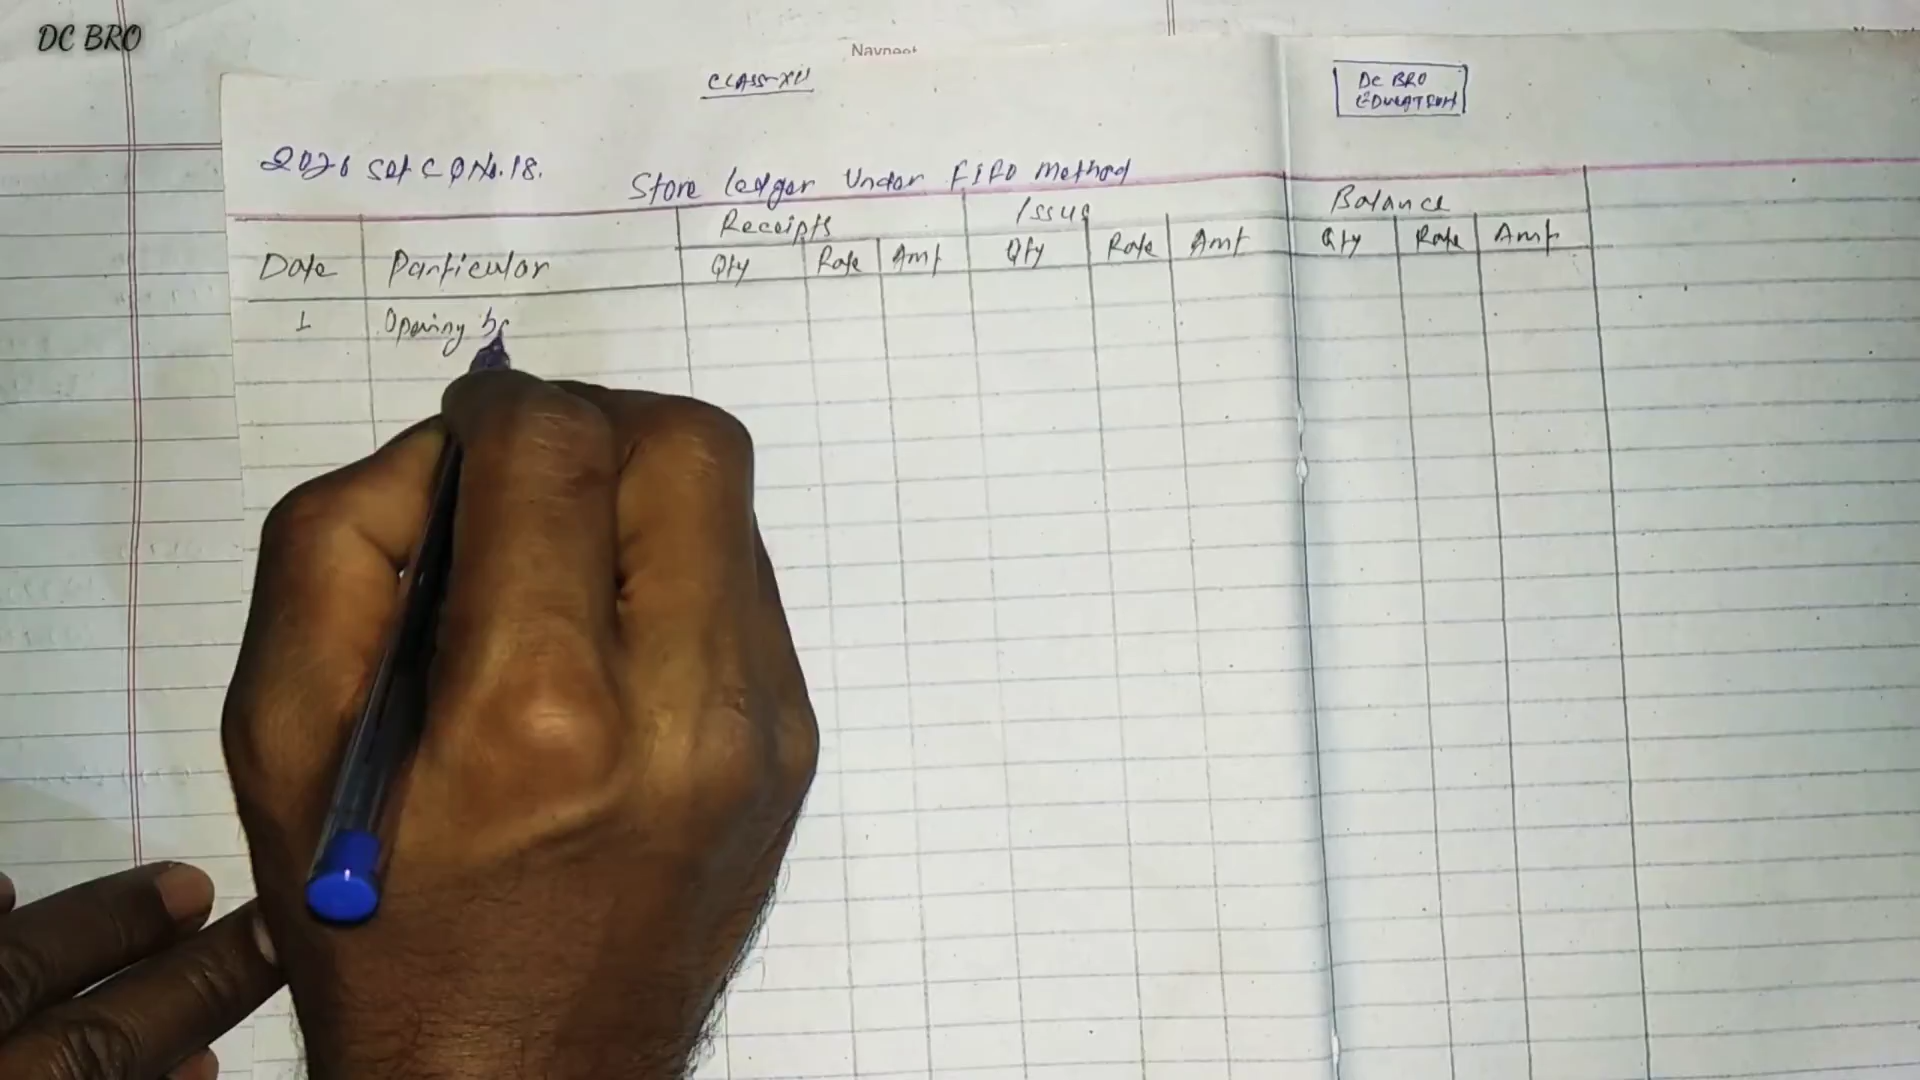 DC BRO
Navneet
CLASS-XII
DC BRO
EDUCATION
2026 Set C Q No. 18.
Store ledger Under FIFO Method
Receipts Issue Balance
Date Particular Qty Rate Amt Qty Rate Amt Qty Rate Amt
1 Opening b